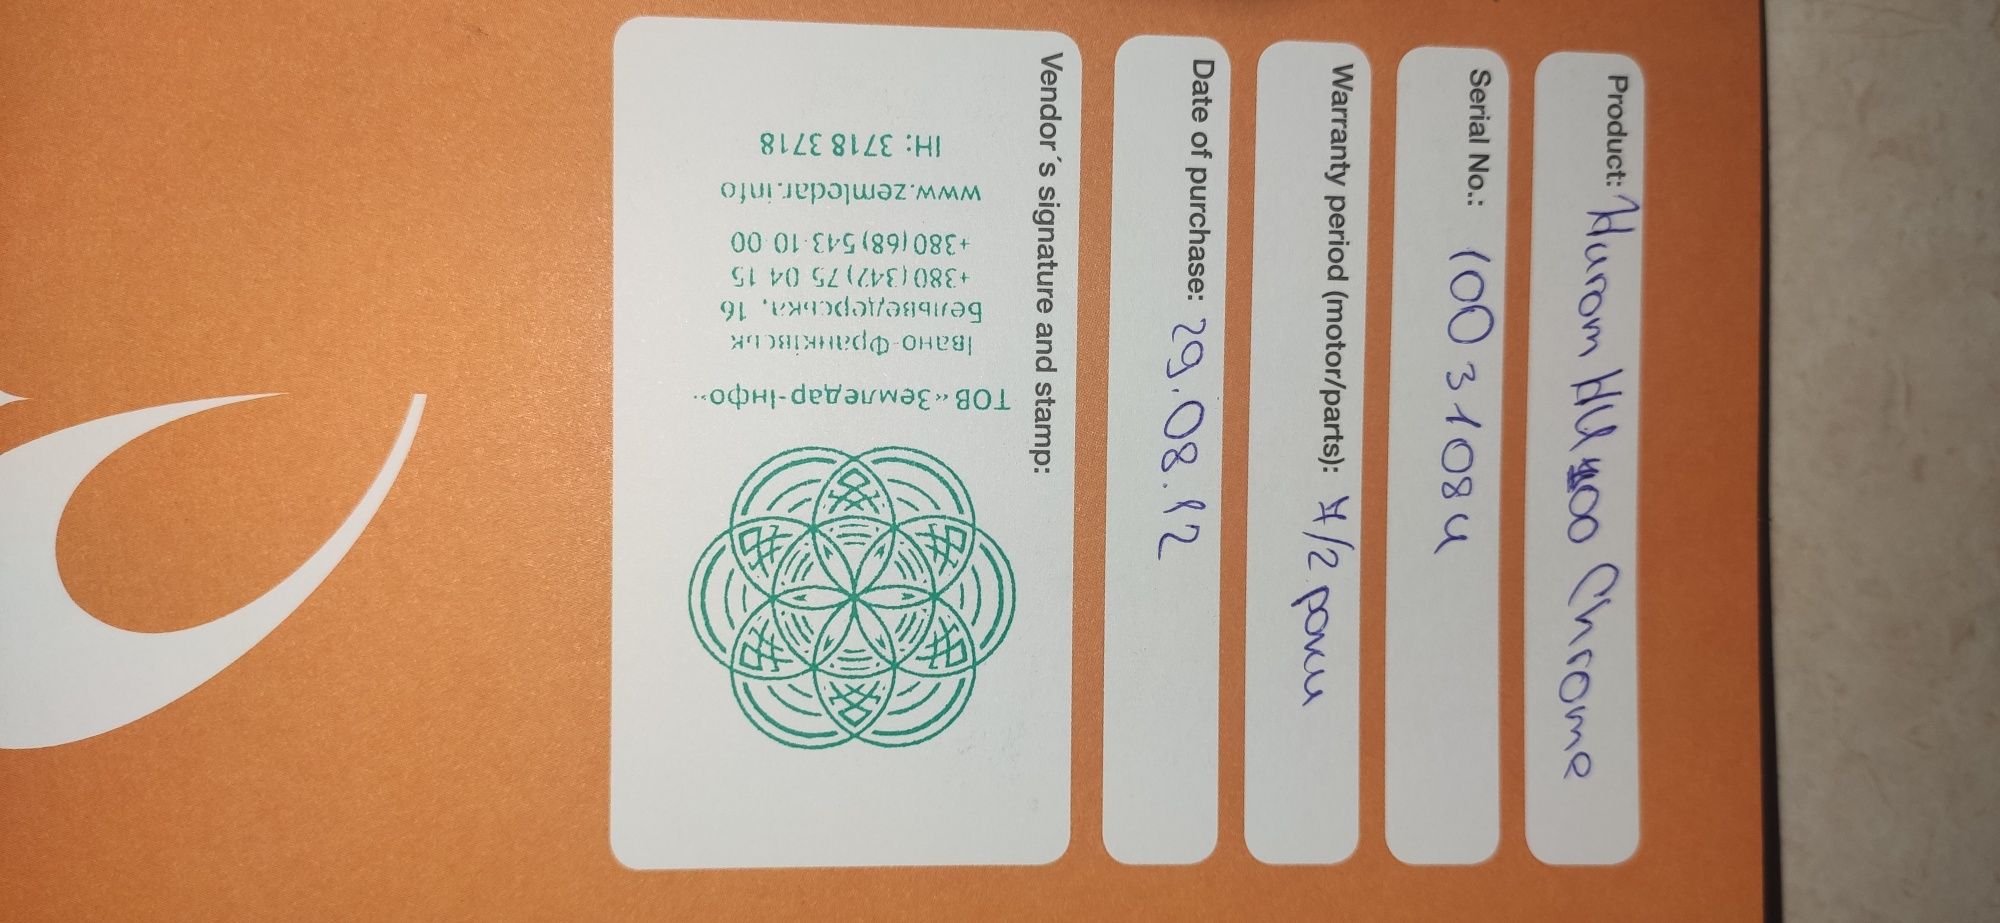 Product: Hurom HU 400 Chrome
Serial No.: 10031084
Warranty period (motor/parts): 7/2 роки
Date of purchase: 29.08.12
Vendor´s signature and stamp:
ТОВ «Земледар-Інфо»
Івано-Франківськ
Бельведерська, 16
+380 (342) 75 04 15
+380 (68) 543 10 00
www.zemledar.info
ІН: 3718 3718